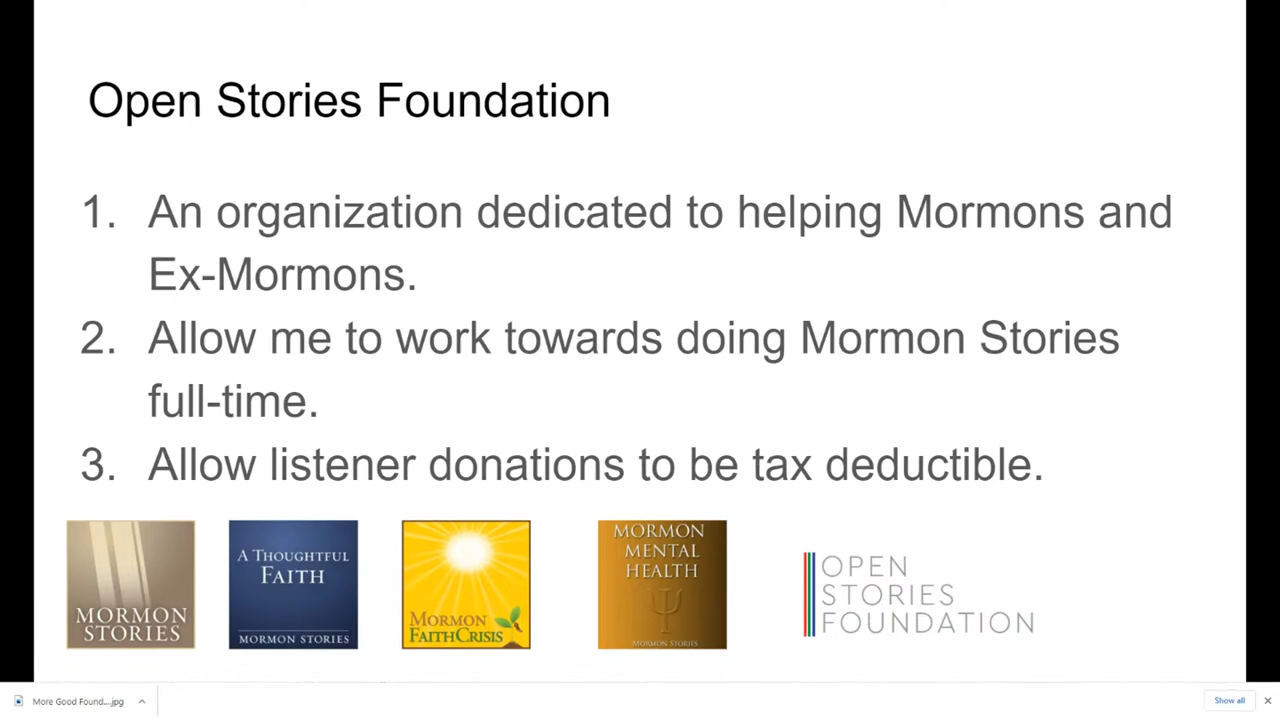 Open Stories Foundation
1. An organization dedicated to helping Mormons and
Ex-Mormons.
2. Allow me to work towards doing Mormon Stories
full-time.
3. Allow listener donations to be tax deductible.
MORMON
STORIES
A THOUGHTFUL
FAITH
MORMON STORIES
MORMON
FAITHCRISIS
MORMON
MENTAL
HEALTH
MORMON STORIES
OPEN
STORIES
FOUNDATION
More Good Found....jpg
Show all